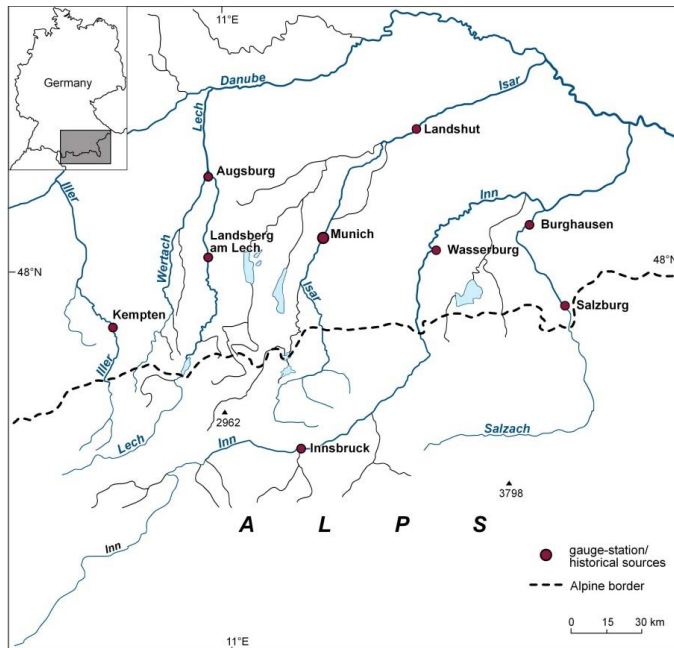 11°E
Germany
Danube
Isar
Lech
Landshut
Augsburg
Iller
Inn
Burghausen
Landsberg
am Lech
Munich
Wertach
Wasserburg
48°N
48°N
Isar
Salzburg
Kempten
Iller
2962
Lech
Inn
Salzach
Innsbruck
3798
A L P S
Inn
gauge-station/
historical sources
Alpine border
0 15 30 km
11°E